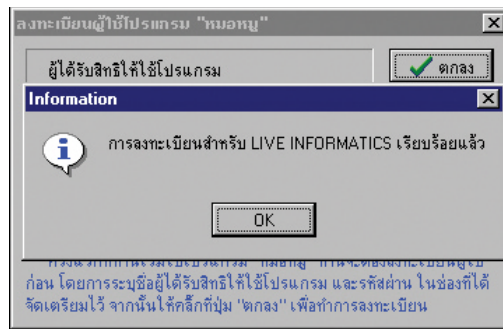 ลงทะเบียนผู้ใช้โปรแกรม "หมอหมู"
ผู้ได้รับสิทธิให้ใช้โปรแกรม
ตกลง
Information
การลงทะเบียนสำหรับ LIVE INFORMATICS เรียบร้อยแล้ว
OK
ก่อน โดยการระบุชื่อผู้ได้รับสิทธิให้ใช้โปรแกรม และรหัสผ่าน ในช่องที่ได้
จัดเตรียมไว้ จากนั้นให้คลิ๊กที่ปุ่ม "ตกลง" เพื่อทำการลงทะเบียน